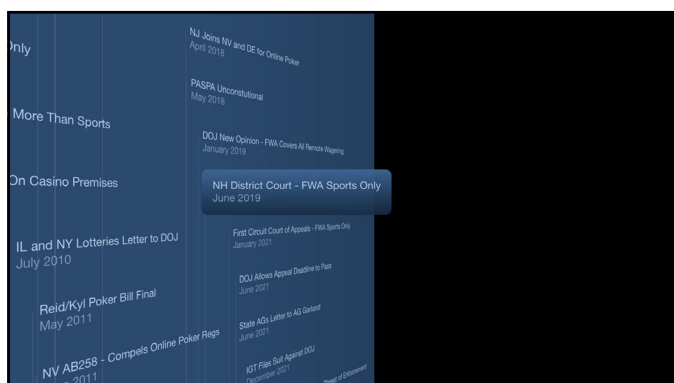 Only
More Than Sports
On Casino Premises
IL and NY Lotteries Letter to DOJ
July 2010
Reid/Kyl Poker Bill Final
May 2011
NV AB258 - Compels Online Poker Regs
2011
NJ Joins NV and DE for Online Poker
April 2018
PASPA Unconstutional
May 2018
DOJ New Opinion - FWA Covers All Remote Wagering
January 2019
NH District Court - FWA Sports Only
June 2019
First Circuit Court of Appeals - FWA Sports Only
January 2021
DOJ Allows Appeal Deadline to Pass
June 2021
State AGs Letter to AG Garland
June 2021
IGT Files Suit Against DOJ
December 2021
Threat of Enforcement